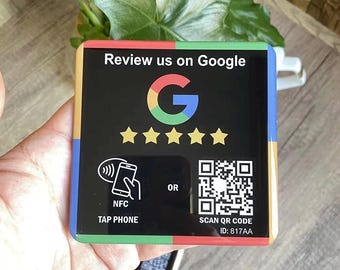 Review us on Google
G
NFC
TAP PHONE
OR
SCAN QR CODE
ID: 817AA